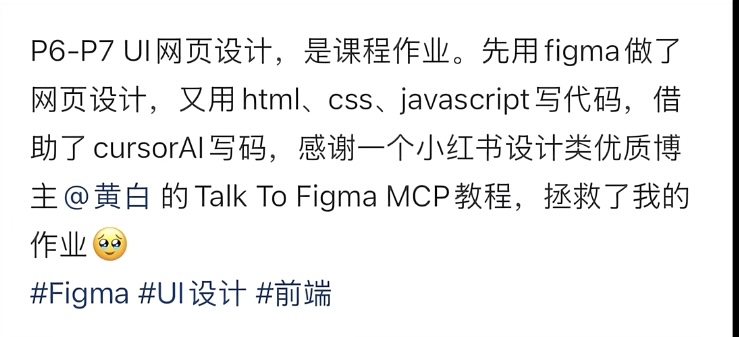 P6-P7 UI网页设计，是课程作业。先用figma做了
网页设计，又用html、css、javascript写代码，借
助了cursorAI写码，感谢一个小红书设计类优质博
主@黄白 的Talk To Figma MCP教程，拯救了我的
作业🥹
#Figma #UI设计 #前端